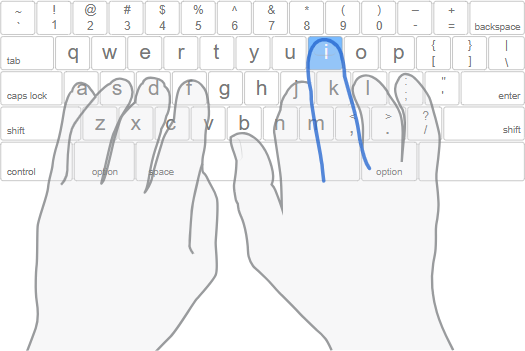 ~ ! @ # $ % ^ & * ( ) – +
` 1 2 3 4 5 6 7 8 9 0 - = backspace
tab q w e r t y u i o p { [ } ] | \
caps lock a s d f g h j k l : ; " ' enter
shift z x c v b n m < , > . ? / shift
control option space option